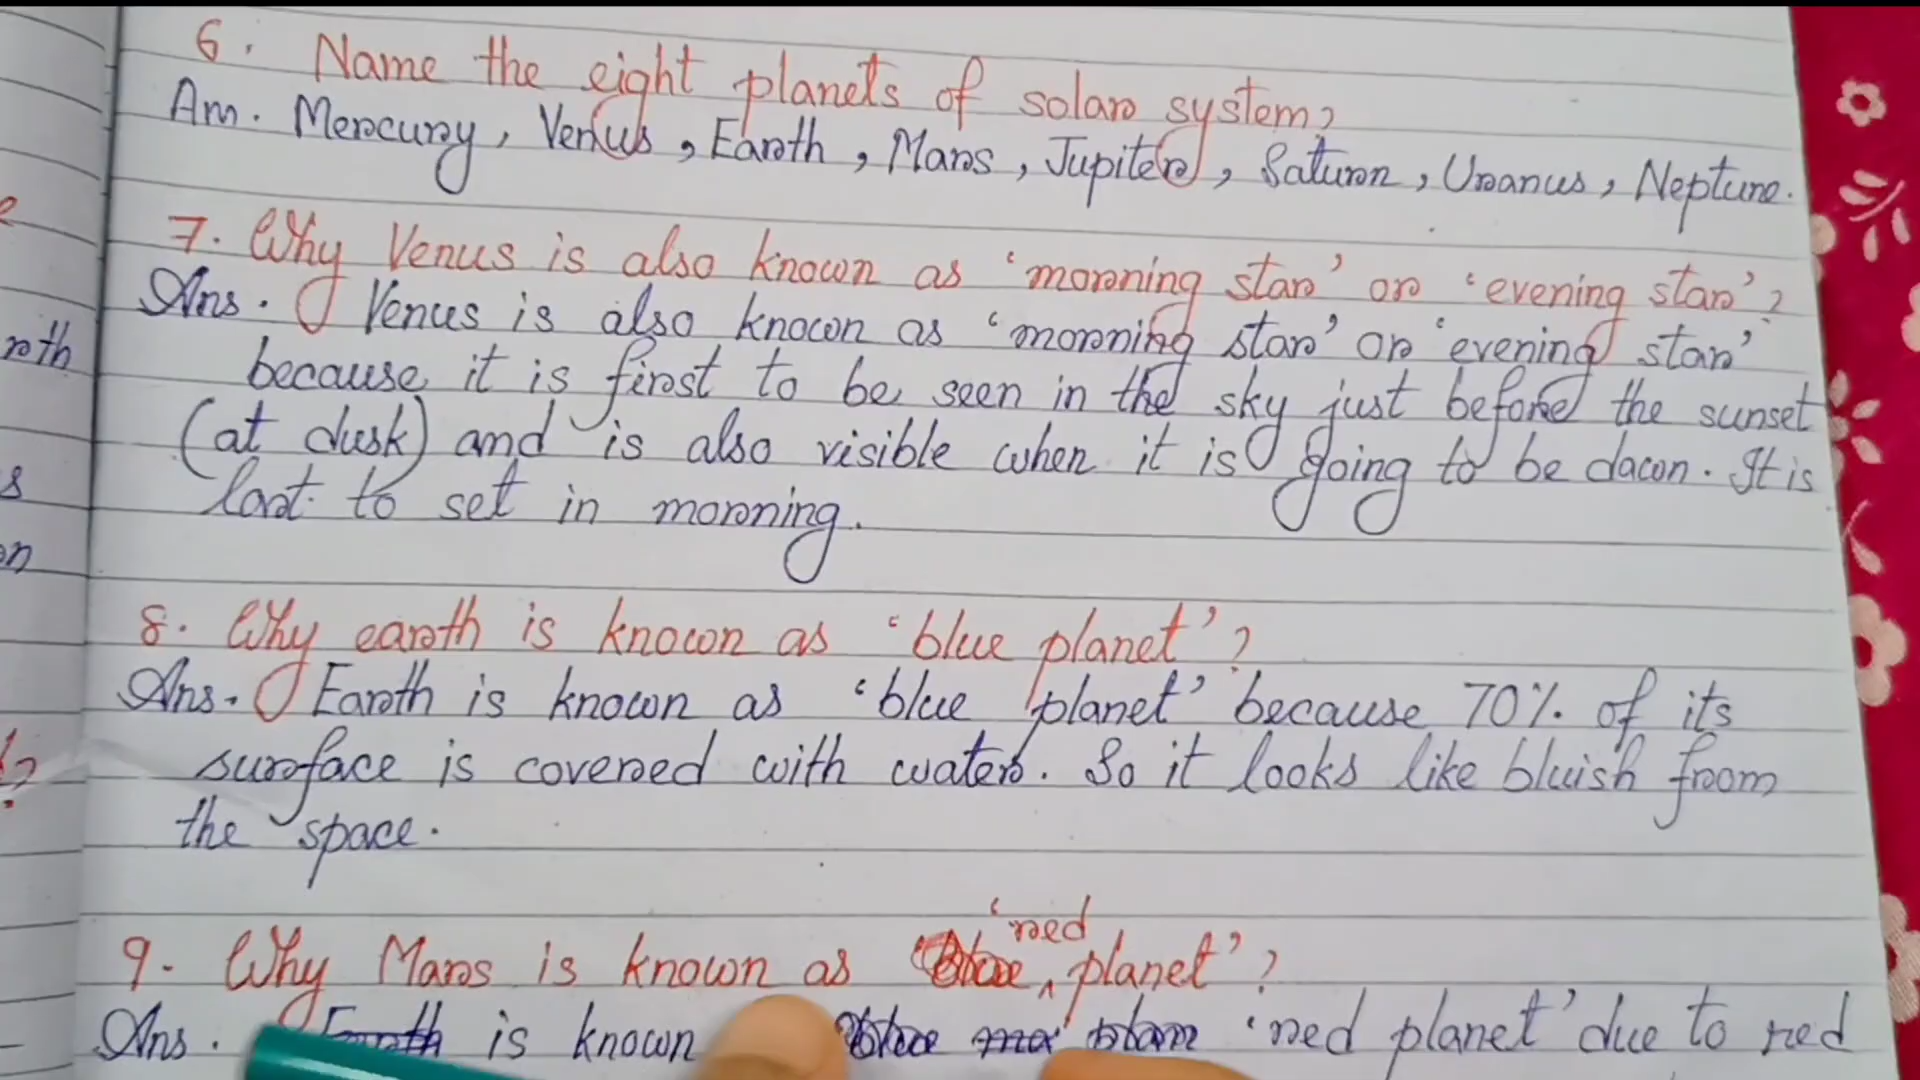 6. Name the eight planets of solar system?
Ans. Mercury, Venus, Earth, Mars, Jupiter, Saturn, Uranus, Neptune.
7. Why Venus is also known as 'morning star' or 'evening star'?
Ans. Venus is also known as 'morning star' or 'evening star'
because it is first to be seen in the sky just before the sunset
(at dusk) and is also visible when it is going to be dawn. It is
last to set in morning.
8. Why earth is known as 'blue planet'?
Ans. Earth is known as 'blue planet' because 70% of its
surface is covered with water. So it looks like bluish from
the space.
9. Why Mars is known as 'red planet'?
Ans. is known 'red planet' due to red